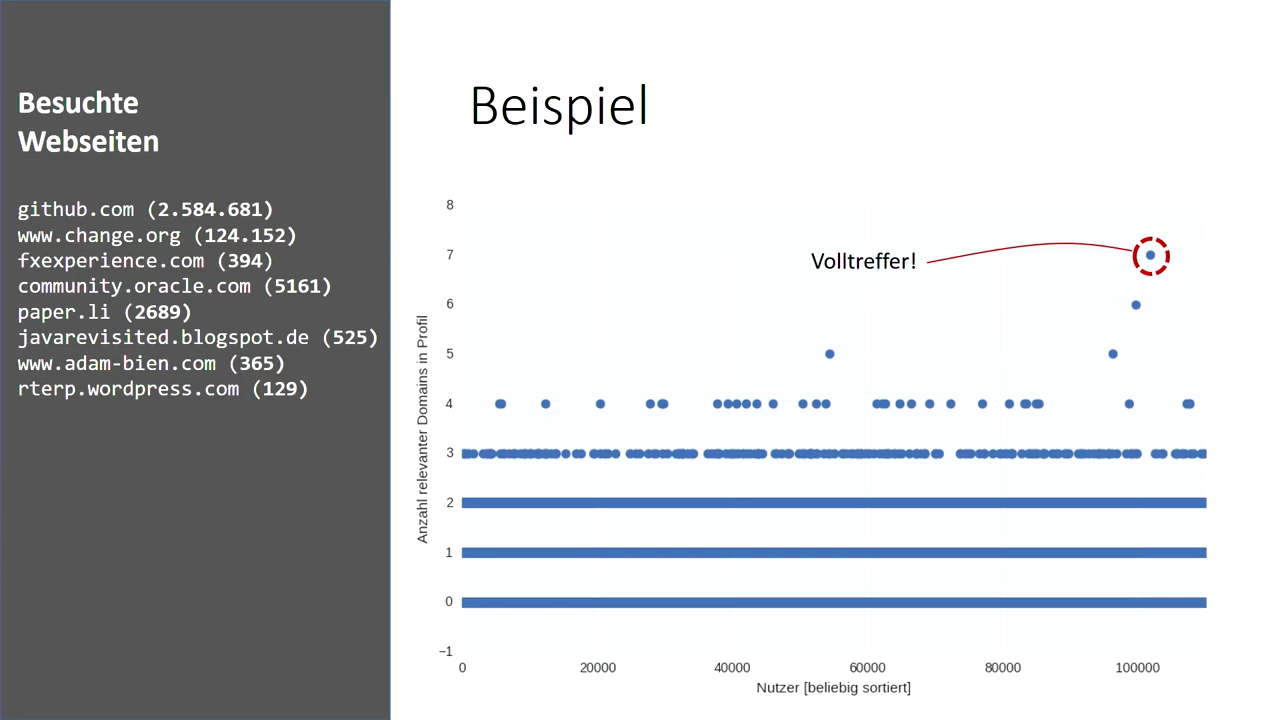 Besuchte
Webseiten
github.com (2.584.681)
www.change.org (124.152)
fxexperience.com (394)
community.oracle.com (5161)
paper.li (2689)
javarevisited.blogspot.de (525)
www.adam-bien.com (365)
rterp.wordpress.com (129)
Beispiel
Volltreffer!
Anzahl relevanter Domains in Profil
8
7
6
5
4
3
2
1
0
−1
0 20000 40000 60000 80000 100000
Nutzer [beliebig sortiert]